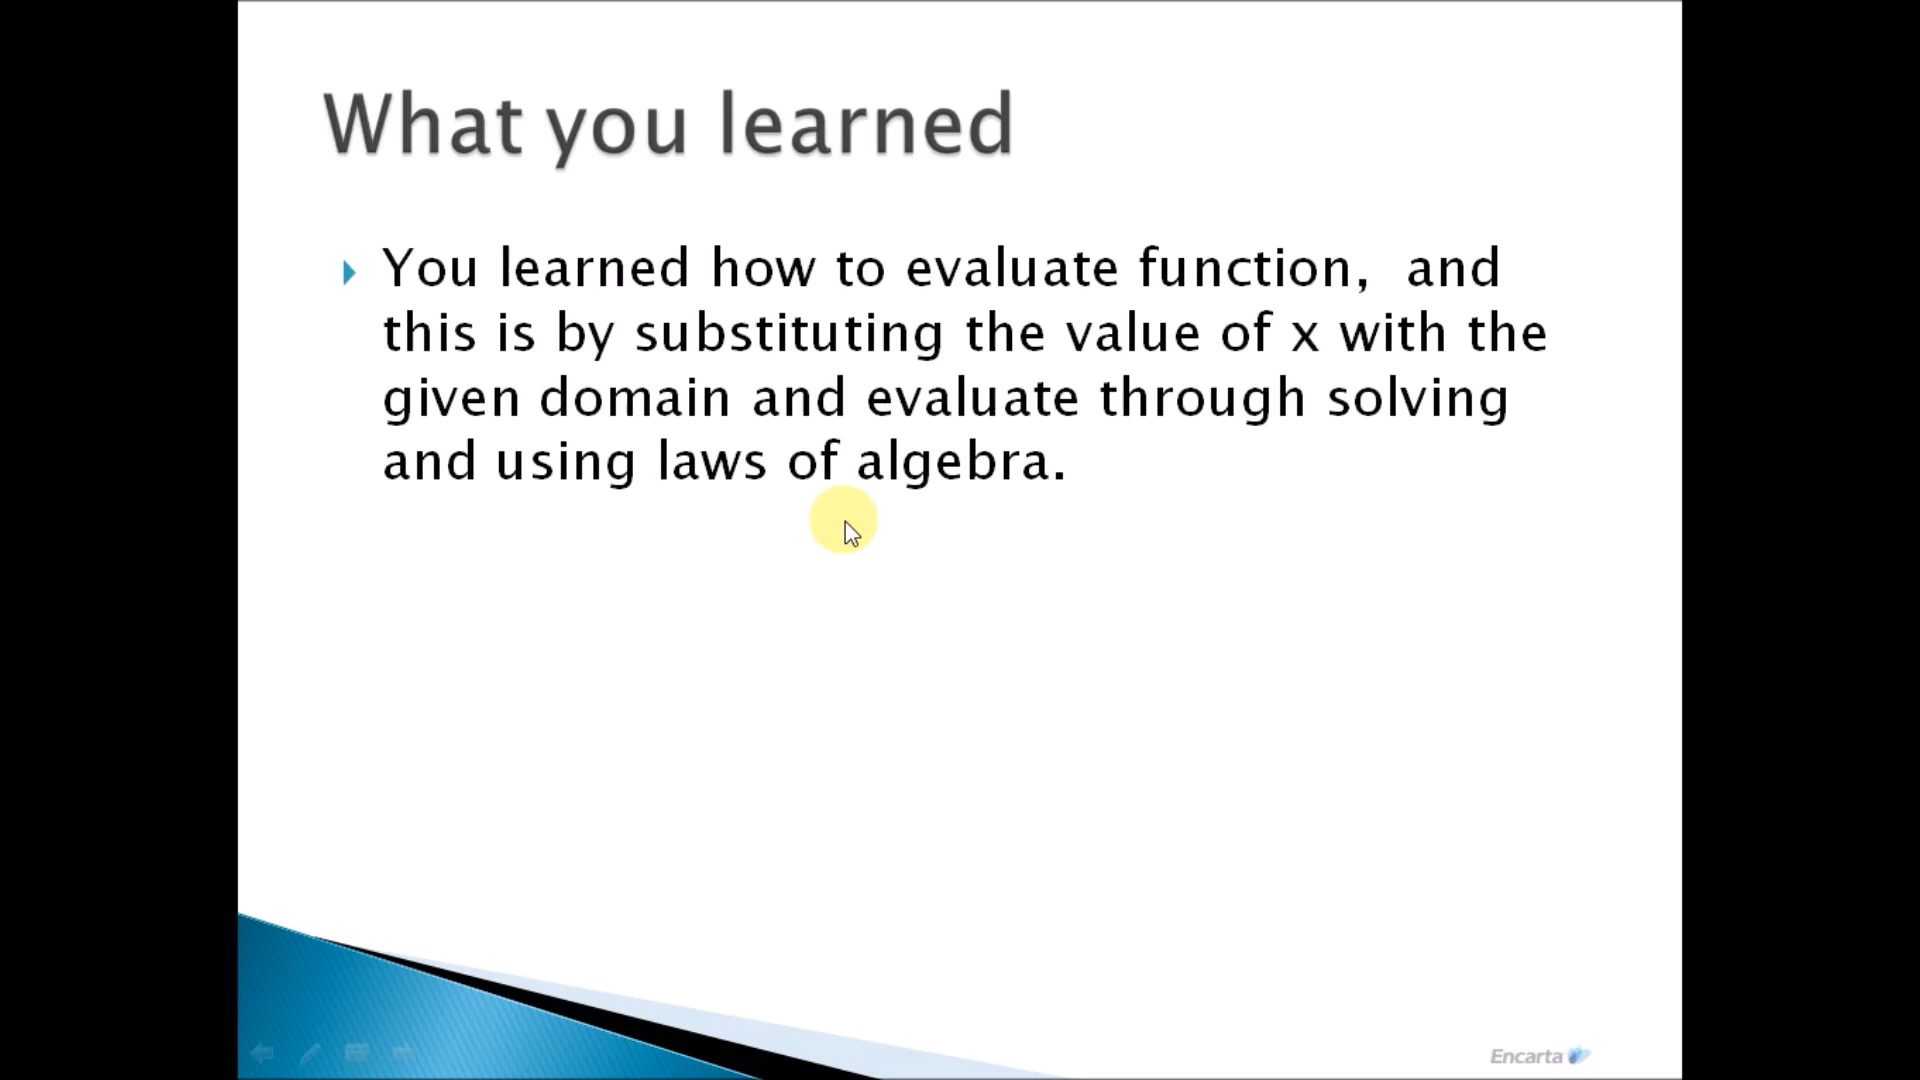 What you learned
You learned how to evaluate function,  and
this is by substituting the value of x with the
given domain and evaluate through solving
and using laws of algebra.
Encarta